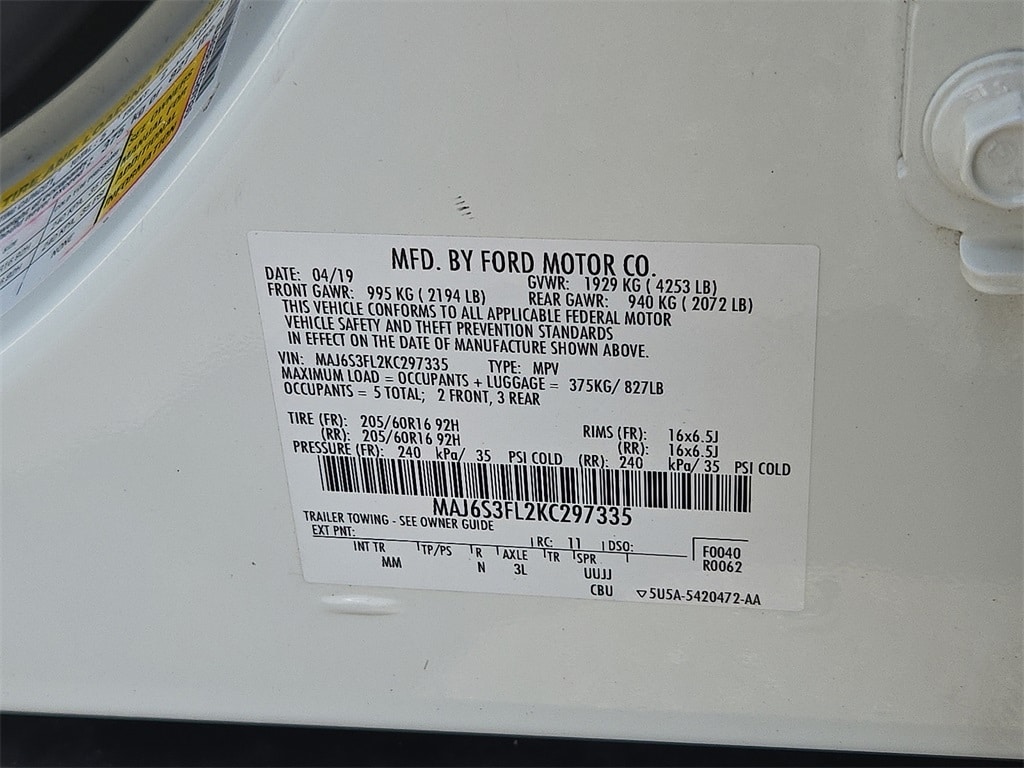 TIRE AND LOADING
MFD. BY FORD MOTOR CO.
DATE: 04/19 GVWR: 1929 KG ( 4253 LB)
FRONT GAWR: 995 KG ( 2194 LB) REAR GAWR: 940 KG ( 2072 LB)
THIS VEHICLE CONFORMS TO ALL APPLICABLE FEDERAL MOTOR
VEHICLE SAFETY AND THEFT PREVENTION STANDARDS
IN EFFECT ON THE DATE OF MANUFACTURE SHOWN ABOVE.
VIN: MAJ6S3FL2KC297335 TYPE: MPV
MAXIMUM LOAD = OCCUPANTS + LUGGAGE = 375KG/ 827LB
OCCUPANTS = 5 TOTAL; 2 FRONT, 3 REAR
TIRE (FR): 205/60R16 92H RIMS (FR): 16x6.5J
(RR): 205/60R16 92H (RR): 16x6.5J
PRESSURE (FR): 240 kPa/ 35 PSI COLD (RR): 240 kPa/ 35 PSI COLD
MAJ6S3FL2KC297335
TRAILER TOWING - SEE OWNER GUIDE
EXT PNT: RC: 11 DSO: F0040
INT TR TP/PS R AXLE TR SPR R0062
MM N 3L UUJJ
CBU ▽5U5A-5420472-AA